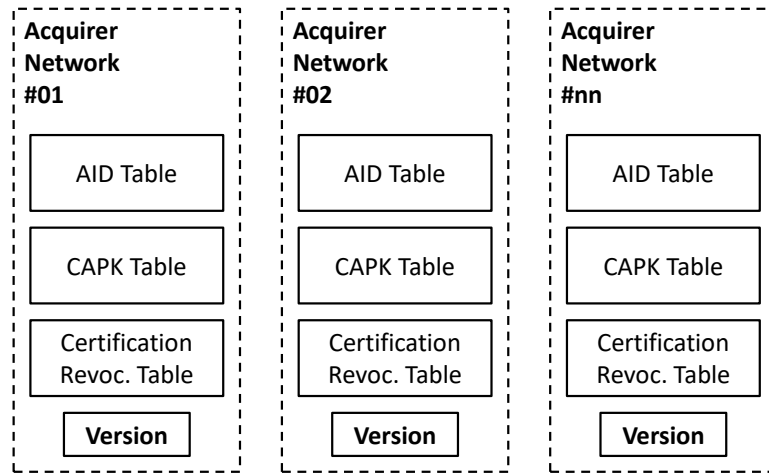 Acquirer
Network
#01
AID Table
CAPK Table
Certification
Revoc. Table
Version
Acquirer
Network
#02
AID Table
CAPK Table
Certification
Revoc. Table
Version
Acquirer
Network
#nn
AID Table
CAPK Table
Certification
Revoc. Table
Version